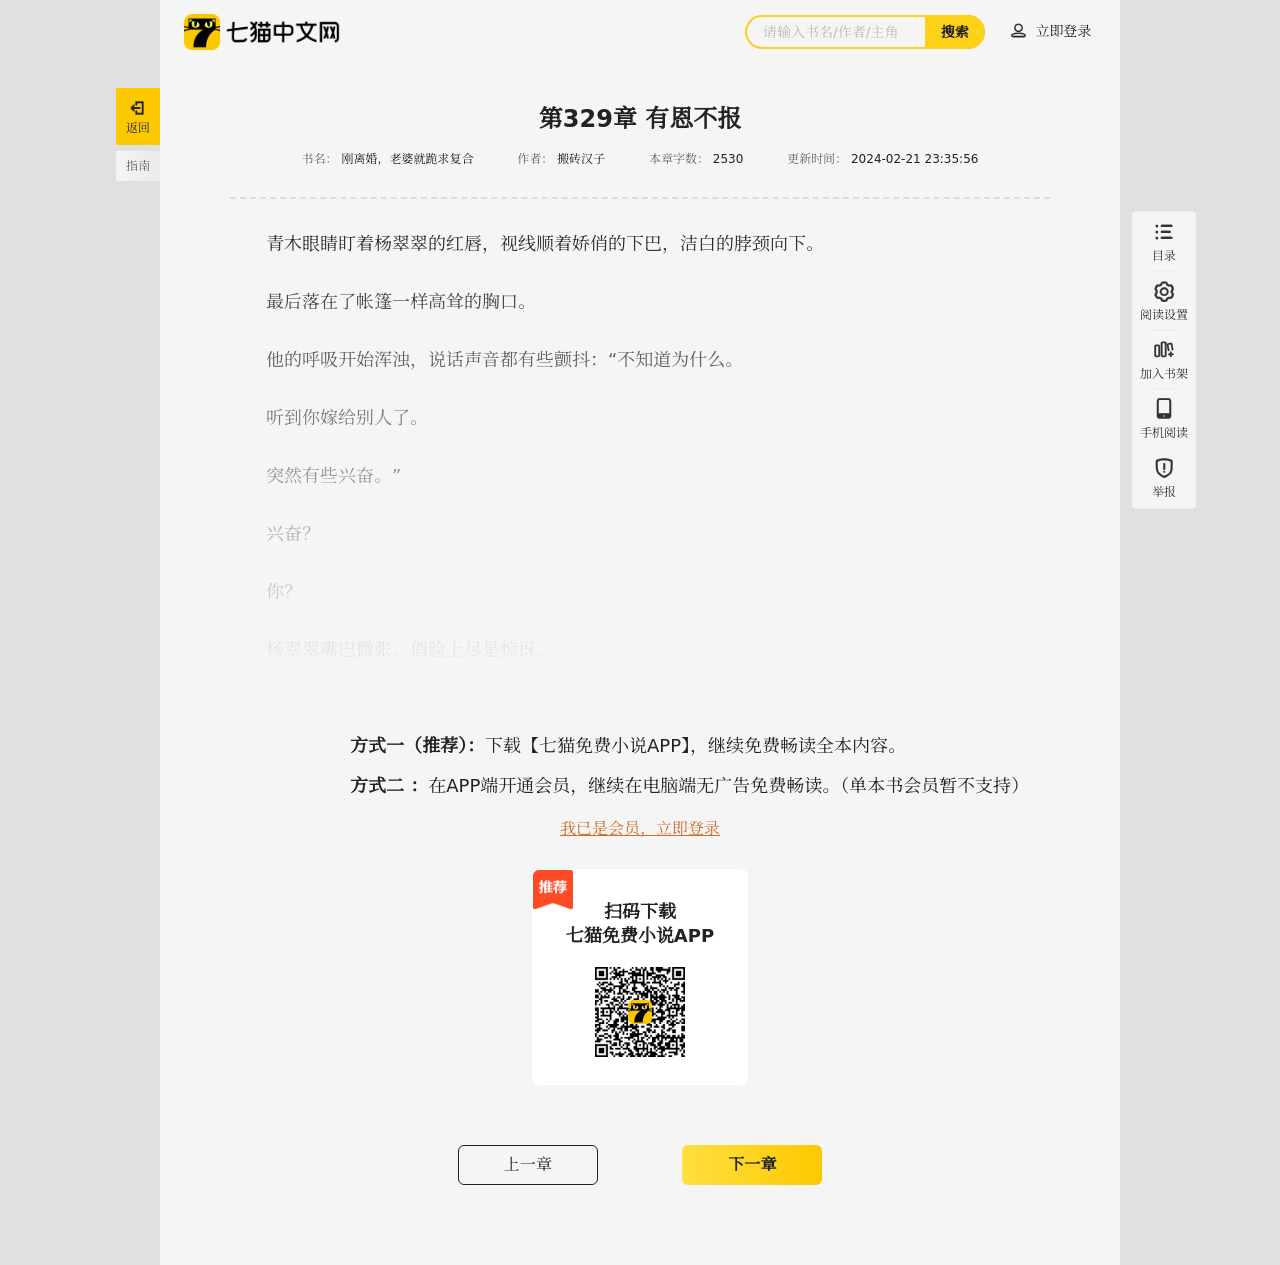 七猫中文网
请输入书名/作者/主角
搜索
立即登录
返回
指南
第329章 有恩不报
书名： 刚离婚，老婆就跪求复合 作者： 搬砖汉子 本章字数： 2530 更新时间： 2024-02-21 23:35:56
青木眼睛盯着杨翠翠的红唇，视线顺着娇俏的下巴，洁白的脖颈向下。
最后落在了帐篷一样高耸的胸口。
他的呼吸开始浑浊，说话声音都有些颤抖：“不知道为什么。
听到你嫁给别人了。
突然有些兴奋。”
兴奋？
你？
杨翠翠嘴巴微张，俏脸上尽是惊讶。
目录
阅读设置
加入书架
手机阅读
举报
方式一（推荐）：下载【七猫免费小说APP】，继续免费畅读全本内容。
方式二 ：在APP端开通会员，继续在电脑端无广告免费畅读。（单本书会员暂不支持）
我已是会员，立即登录
推荐
扫码下载
七猫免费小说APP
上一章
下一章